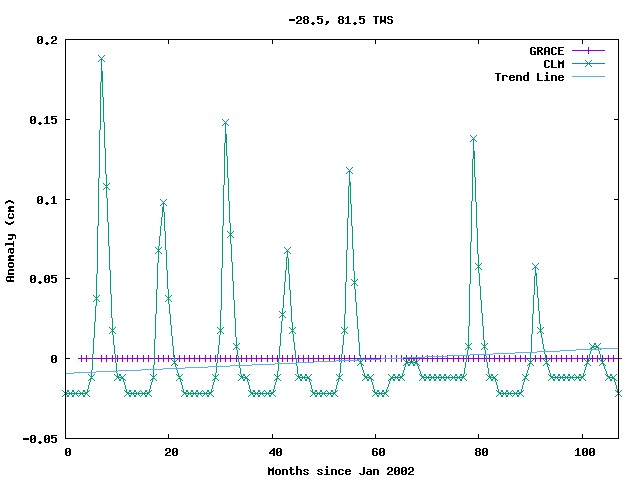 -28.5, 81.5 TWS
GRACE
CLM
Trend Line
0.2
0.15
0.1
0.05
0
-0.05
Anomaly (cm)
0 20 40 60 80 100
Months since Jan 2002